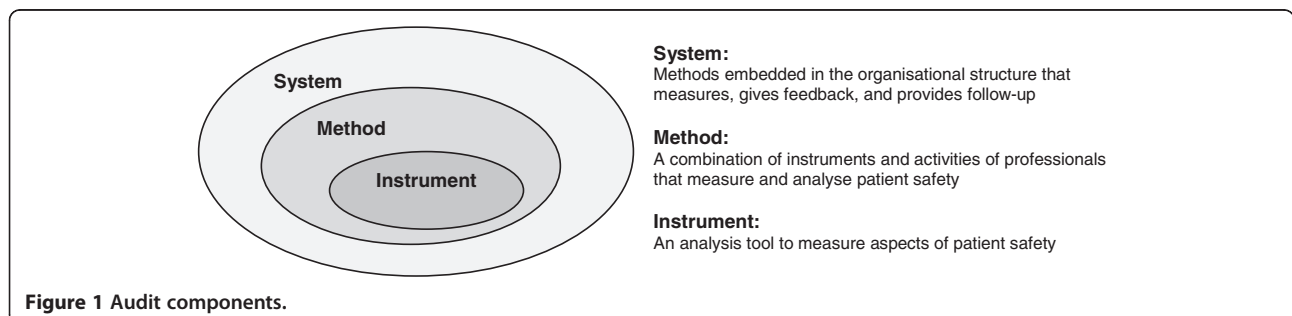 System
Method
Instrument
System:
Methods embedded in the organisational structure that
measures, gives feedback, and provides follow-up
Method:
A combination of instruments and activities of professionals
that measure and analyse patient safety
Instrument:
An analysis tool to measure aspects of patient safety
Figure 1 Audit components.